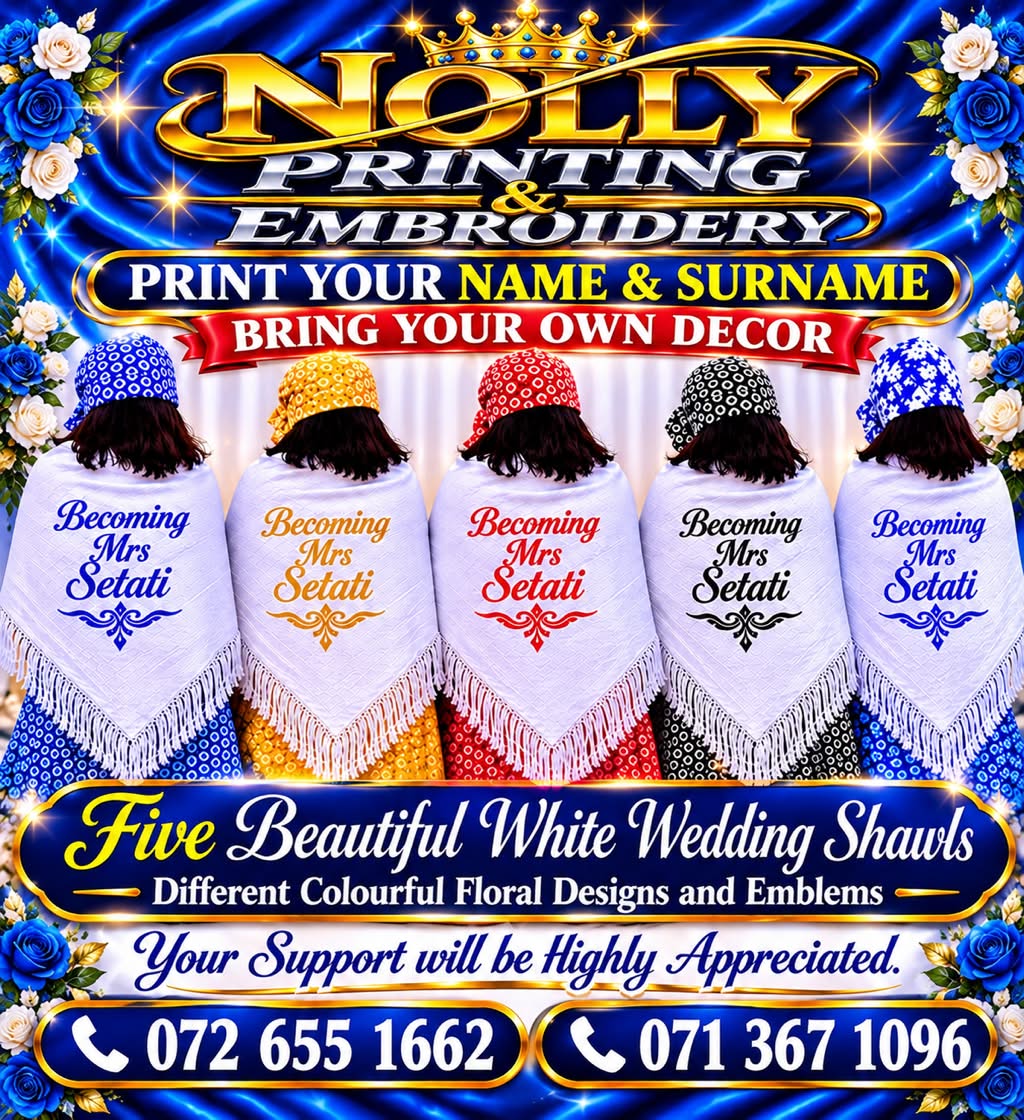 NOLLY
PRINTING
&
EMBROIDERY
PRINT YOUR NAME & SURNAME
BRING YOUR OWN DECOR
Becoming
Mrs
Setati
Becoming
Mrs
Setati
Becoming
Mrs
Setati
Becoming
Mrs
Setati
Becoming
Mrs
Setati
Five Beautiful White Wedding Shawls
Different Colourful Floral Designs and Emblems
Your Support will be Highly Appreciated.
072 655 1662
071 367 1096